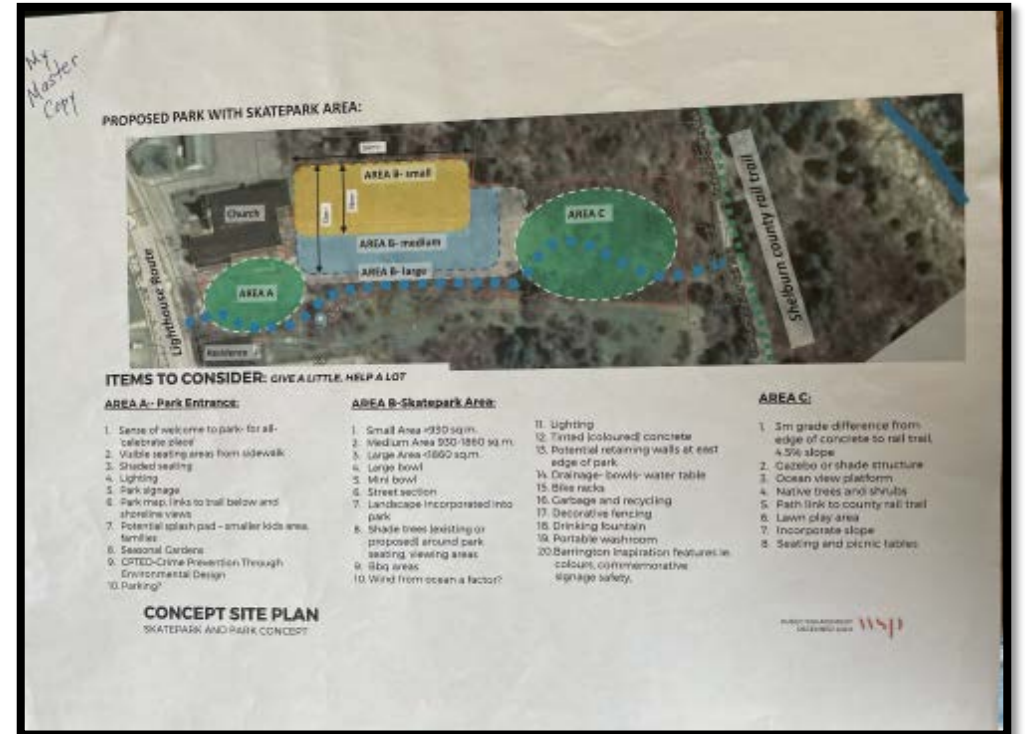 My
Master
Copy
PROPOSED PARK WITH SKATEPARK AREA:
AREA B- small
Church
AREA B- medium
AREA B- large
AREA C
AREA A
Lighthouse Route
Residence
Shelburn county rail trail
ITEMS TO CONSIDER: GIVE A LITTLE, HELP A LOT
AREA A-- Park Entrance:
1. Sense of welcome to park- for all-
'celebrate place'
2. Visible seating areas from sidewalk
3. Shaded seating
4. Lighting
5. Park signage
6. Park map, links to trail below and
shoreline views
7. Potential splash pad – smaller kids area,
families
8. Seasonal Gardens
9. CPTED-Crime Prevention Through
Environmental Design
10. Parking?
AREA B-Skatepark Area:
1. Small Area <930 sq.m.
2. Medium Area 930-1860 sq.m.
3. Large Area <1860 sq.m.
4. Large bowl
5. Mini bowl
6. Street section
7. Landscape incorporated into
park
8. Shade trees (existing or
proposed) around park
seating, viewing areas
9. Bbq areas
10. Wind from ocean a factor?
11. Lighting
12. Tinted (coloured) concrete
13. Potential retaining walls at east
edge of park
14. Drainage- bowls- water table
15. Bike racks
16. Garbage and recycling
17. Decorative fencing
18. Drinking fountain
19. Portable washroom
20. Barrington inspiration features ie.
colours, commemorative
signage safety,
AREA C:
1. 3m grade difference from
edge of concrete to rail trail,
4.5% slope
2. Gazebo or shade structure
3. Ocean view platform
4. Native trees and shrubs
5. Path link to county rail trail
6. Lawn play area
7. Incorporate slope
8. Seating and picnic tables
CONCEPT SITE PLAN
SKATEPARK AND PARK CONCEPT
wsp